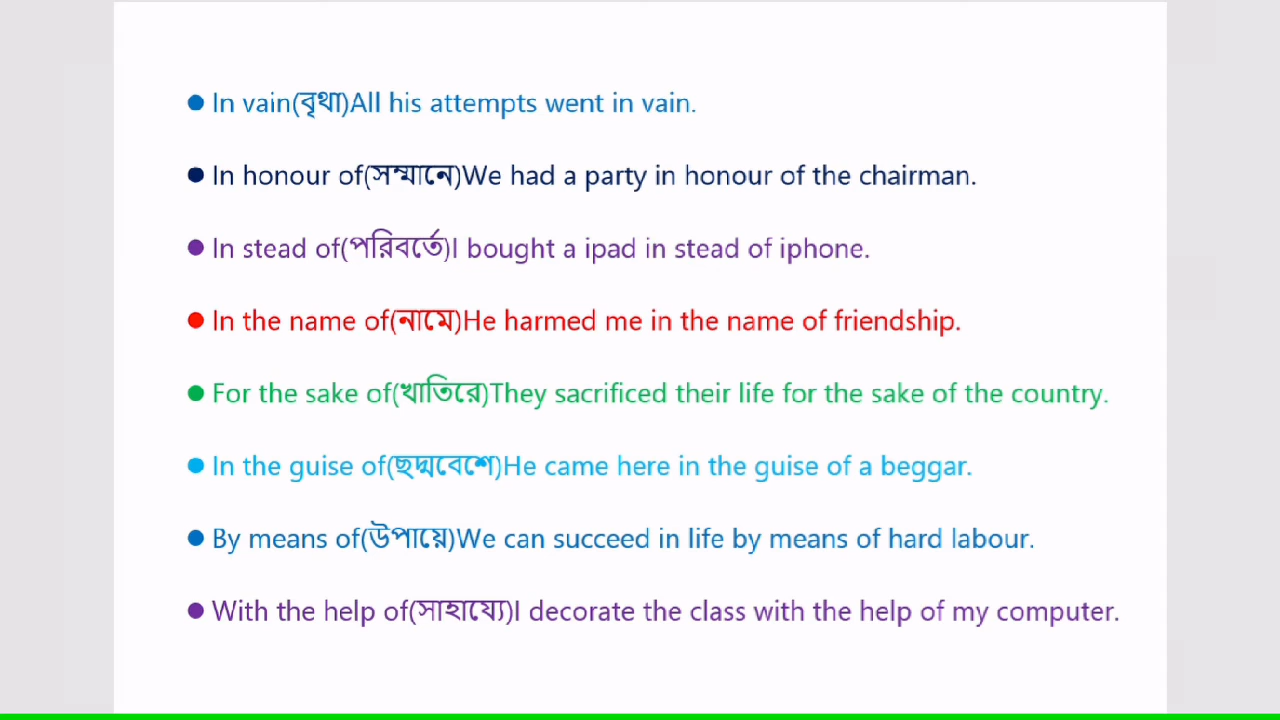 ● In vain(বৃথা)All his attempts went in vain.
● In honour of(সম্মানে)We had a party in honour of the chairman.
● In stead of(পরিবর্তে)I bought a ipad in stead of iphone.
● In the name of(নামে)He harmed me in the name of friendship.
● For the sake of(খাতিরে)They sacrificed their life for the sake of the country.
● In the guise of(ছদ্মবেশে)He came here in the guise of a beggar.
● By means of(উপায়ে)We can succeed in life by means of hard labour.
● With the help of(সাহায্যে)I decorate the class with the help of my computer.